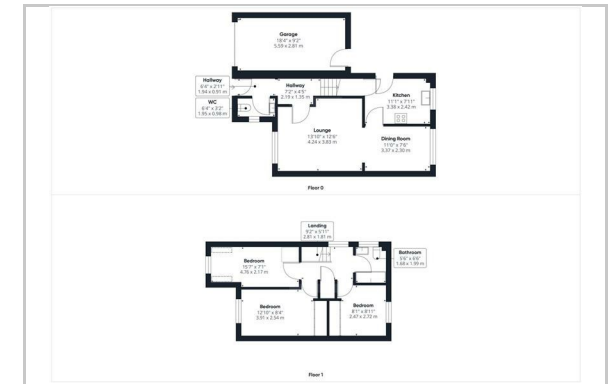 Garage
18'4" x 9'2"
5.59 x 2.81 m
Hallway
6'4" x 2'11"
1.94 x 0.91 m
Hallway
7'2" x 4'5"
2.19 x 1.35 m
WC
6'4" x 3'2"
1.95 x 0.98 m
Kitchen
11'1" x 7'11"
3.38 x 2.42 m
Lounge
13'10" x 12'6"
4.24 x 3.83 m
Dining Room
11'0" x 7'6"
3.37 x 2.30 m
Floor 0
Landing
9'2" x 5'11"
2.81 x 1.81 m
Bathroom
5'6" x 6'6"
1.68 x 1.99 m
Bedroom
15'7" x 7'1"
4.76 x 2.17 m
Bedroom
12'10" x 8'4"
3.91 x 2.54 m
Bedroom
8'1" x 8'11"
2.47 x 2.72 m
Floor 1